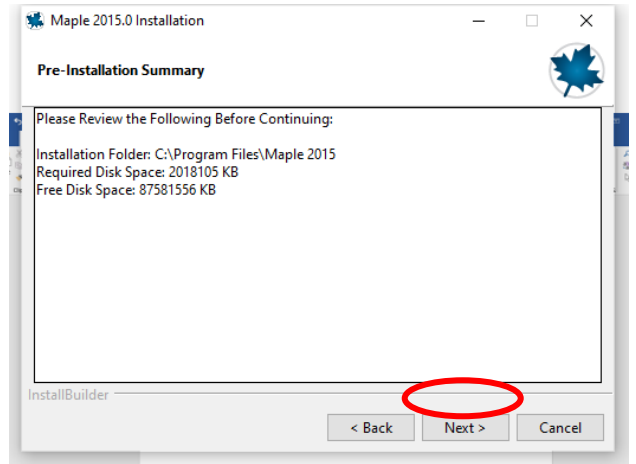 Maple 2015.0 Installation
Pre-Installation Summary
Please Review the Following Before Continuing:
Installation Folder: C:\Program Files\Maple 2015
Required Disk Space: 2018105 KB
Free Disk Space: 87581556 KB
InstallBuilder
< Back Next > Cancel